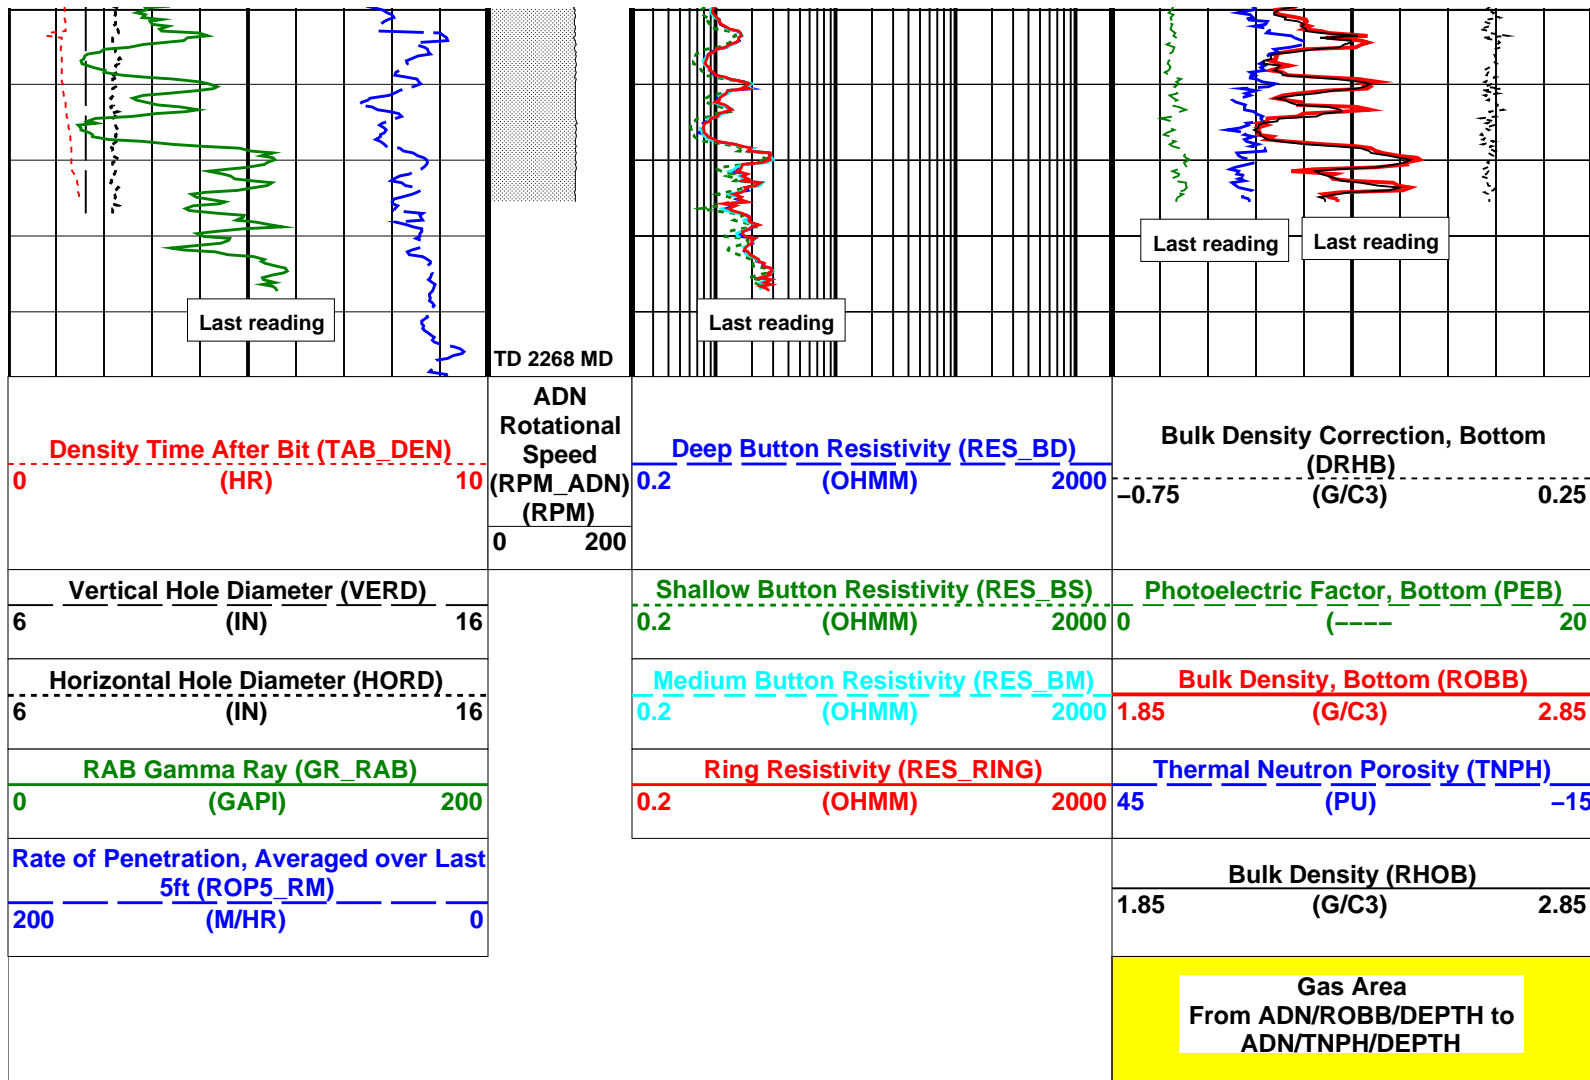 Last reading
TD 2268 MD
Last reading
Last reading
Last reading
Density Time After Bit (TAB_DEN)
0 (HR) 10
ADN
Rotational
Speed
(RPM_ADN)
(RPM)
0 200
Deep Button Resistivity (RES_BD)
0.2 (OHMM) 2000
Bulk Density Correction, Bottom
(DRHB)
−0.75 (G/C3) 0.25
Vertical Hole Diameter (VERD)
6 (IN) 16
Shallow Button Resistivity (RES_BS)
0.2 (OHMM) 2000
Photoelectric Factor, Bottom (PEB)
0 (−−−− 20
Horizontal Hole Diameter (HORD)
6 (IN) 16
Medium Button Resistivity (RES_BM)
0.2 (OHMM) 2000
Bulk Density, Bottom (ROBB)
1.85 (G/C3) 2.85
RAB Gamma Ray (GR_RAB)
0 (GAPI) 200
Ring Resistivity (RES_RING)
0.2 (OHMM) 2000
Thermal Neutron Porosity (TNPH)
45 (PU) −15
Rate of Penetration, Averaged over Last
5ft (ROP5_RM)
200 (M/HR) 0
Bulk Density (RHOB)
1.85 (G/C3) 2.85
Gas Area
From ADN/ROBB/DEPTH to
ADN/TNPH/DEPTH